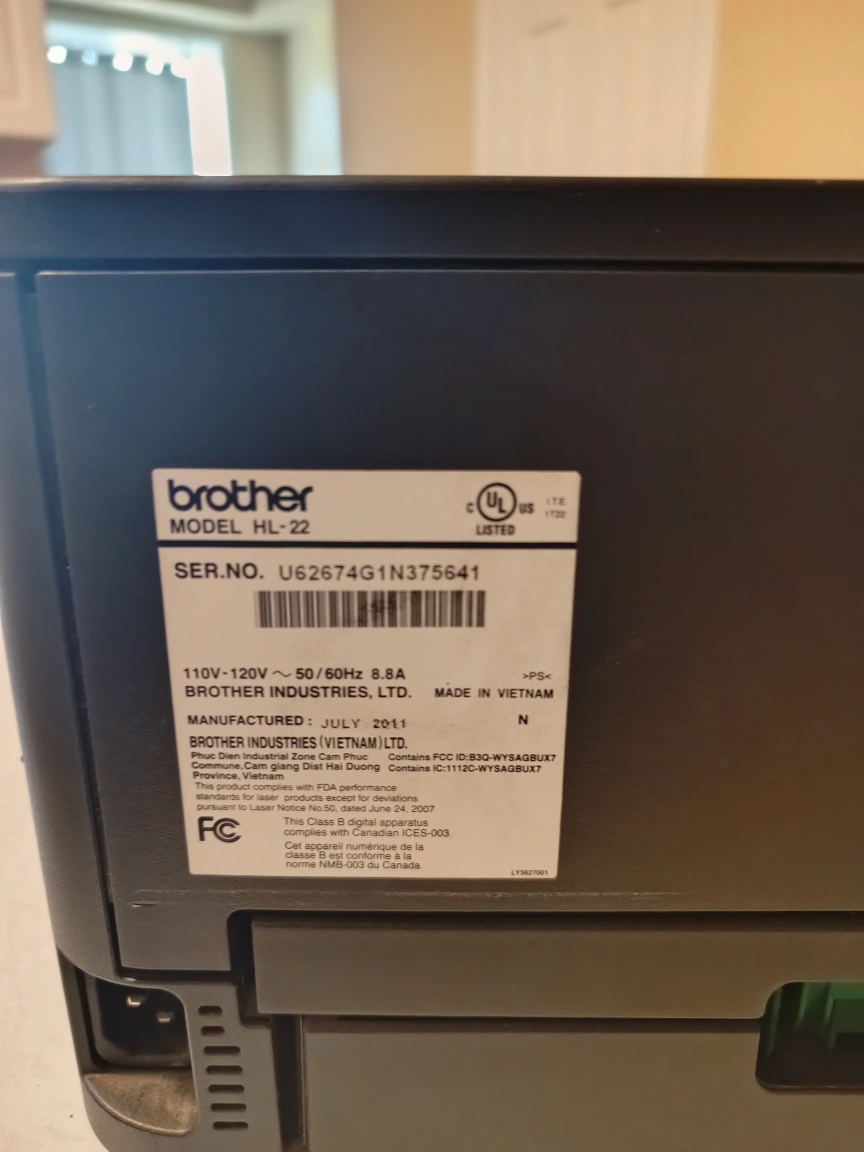 brother
MODEL HL-22
C UL US
LISTED
I.T.E.
1T22
SER.NO. U62674G1N375641
110V-120V ~ 50/60Hz 8.8A
>PS<
BROTHER INDUSTRIES, LTD. MADE IN VIETNAM
MANUFACTURED: JULY 2011 N
BROTHER INDUSTRIES (VIETNAM) LTD.
Phuc Dien Industrial Zone Cam Phuc
Commune, Cam giang Dist Hai Duong
Province, Vietnam
Contains FCC ID:B3Q-WYSAGBUX7
Contains IC:1112C-WYSAGBUX7
This product complies with FDA performance
standards for laser products except for deviations
pursuant to Laser Notice No.50, dated June 24, 2007
FC
This Class B digital apparatus
complies with Canadian ICES-003.
Cet appareil numérique de la
classe B est conforme à la
norme NMB-003 du Canada.
LY3627001